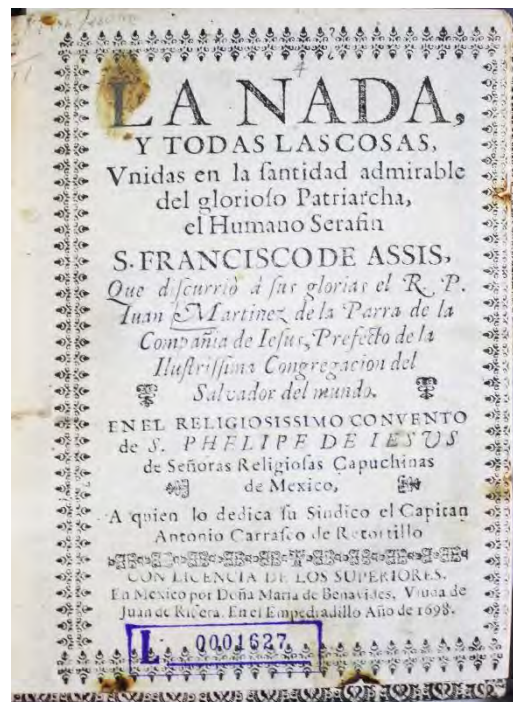 4
LA NADA,
Y TODAS LAS COSAS,
Vnidas en la ſantidad admirable
del glorioſo Patriarcha,
el Humano Serafin
S. FRANCISCO DE ASSIS,
Que diſcurriò á ſus glorias el R. P.
Iuan Martinez de la Parra de la
Compañia de Ieſus, Prefecto de la
Iluſtriſſima Congregacion del
Salvador del mundo.
EN EL RELIGIOSISSIMO CONVENTO
de S. PHELIPE DE IESVS
de Señoras Religioſas Capuchinas
de Mexico,
A quien lo dedica ſu Sindico el Capitan
Antonio Carraſco de Retortillo
CON LICENCIA DE LOS SUPERIORES.
En Mexico por Doña Maria de Benavides, Viuda de
Juan de Ribera. En el Empedradillo Año de 1698.
L 0001627